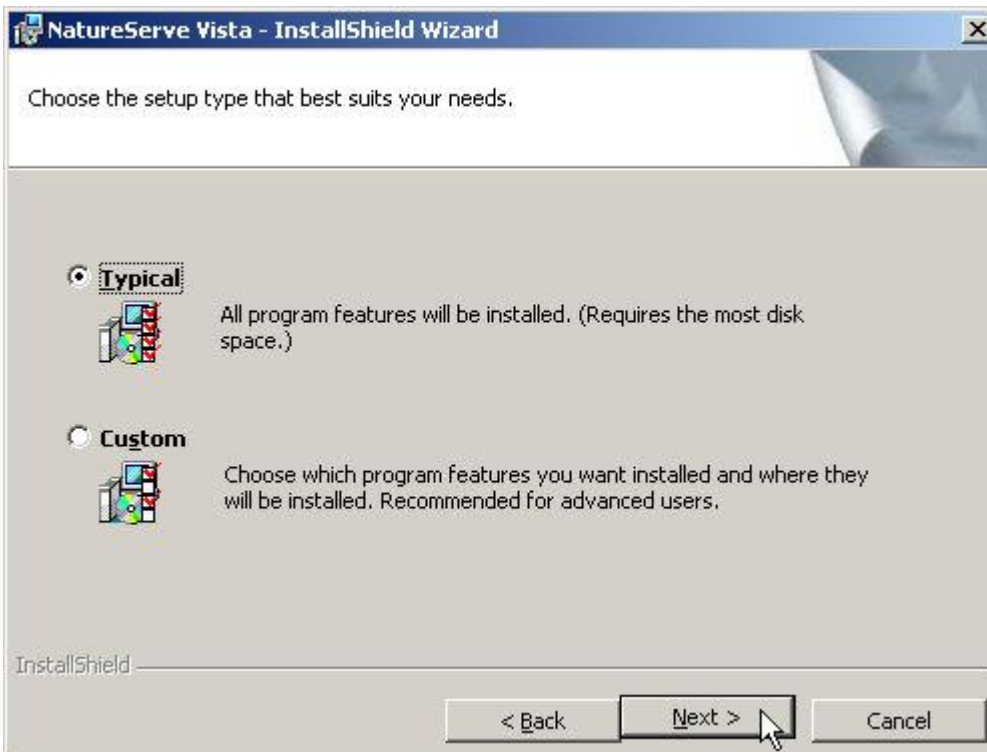 NatureServe Vista - InstallShield Wizard
Choose the setup type that best suits your needs.
Typical
All program features will be installed. (Requires the most disk
space.)
Custom
Choose which program features you want installed and where they
will be installed. Recommended for advanced users.
InstallShield
< Back
Next >
Cancel